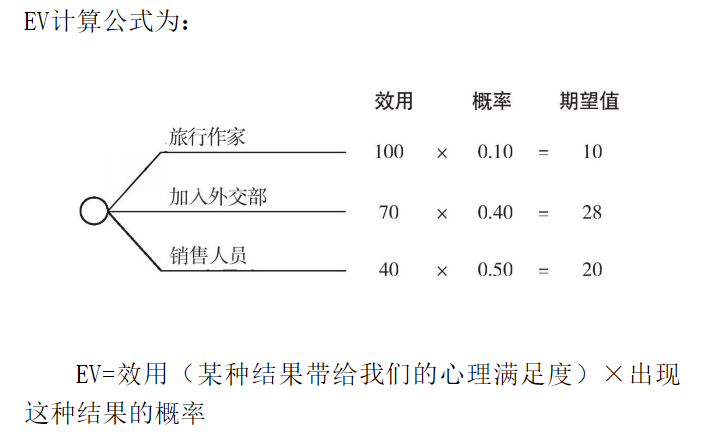 EV计算公式为:
效用 概率 期望值
旅行作家 100 × 0.10 = 10
加入外交部 70 × 0.40 = 28
销售人员 40 × 0.50 = 20
EV=效用（某种结果带给我们的心理满足度）×出现
这种结果的概率